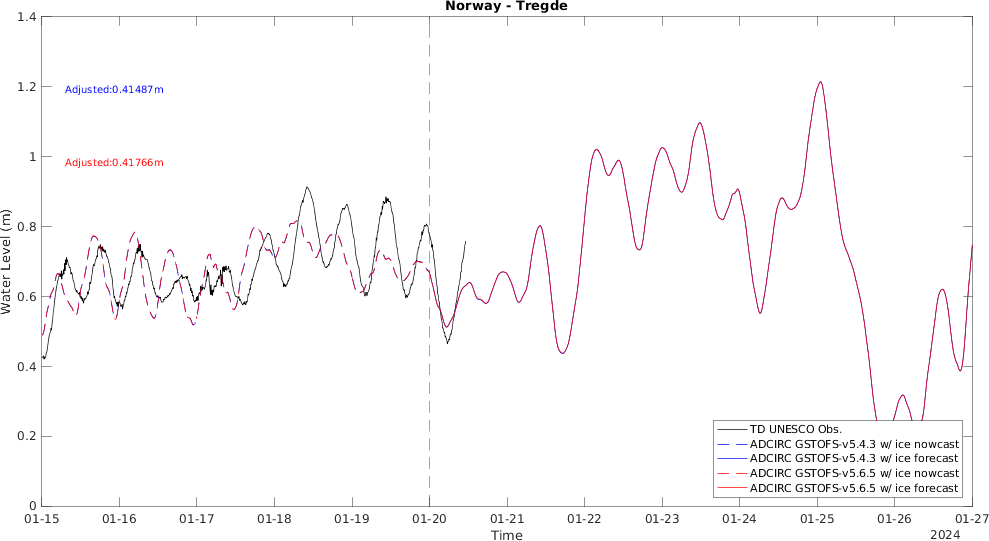 Norway - Tregde
1.4
1.2
1
0.8
0.6
0.4
0.2
0
Water Level (m)
Adjusted:0.41487m
Adjusted:0.41766m
TD UNESCO Obs.
ADCIRC GSTOFS-v5.4.3 w/ ice nowcast
ADCIRC GSTOFS-v5.4.3 w/ ice forecast
ADCIRC GSTOFS-v5.6.5 w/ ice nowcast
ADCIRC GSTOFS-v5.6.5 w/ ice forecast
01-15 01-16 01-17 01-18 01-19 01-20 01-21 01-22 01-23 01-24 01-25 01-26 01-27
Time
2024